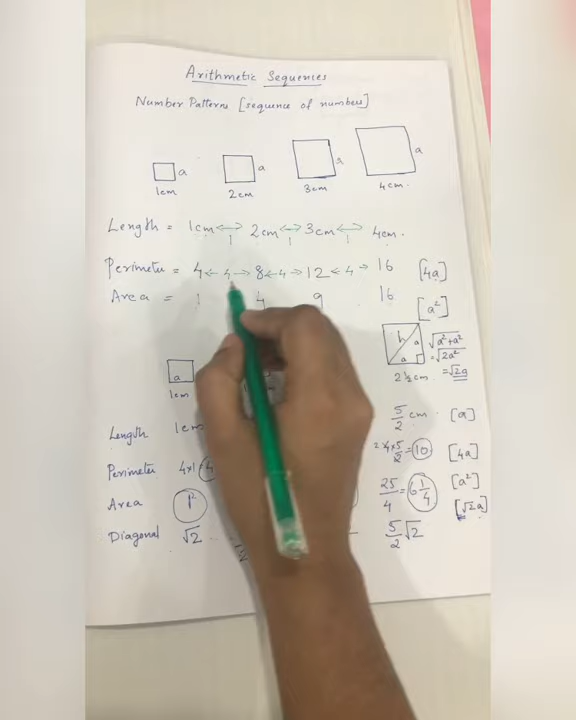 Arithmetic Sequences
Number Patterns [sequence of numbers]
a a a a
1cm 2cm 3cm 4cm.
Length = 1cm ↔ 2cm ↔ 3cm ↔ 4cm.
1 1 1
Perimeter = 4 ← 4 → 8 ← 4 → 12 ← 4 → 16 [4a]
Area = 1 4 9 16 [a²]
a h a a √a²+a²
=√2a²
=√2a
1cm 2½cm
Length 1cm 5/2 cm [a]
Perimeter 4×1= 4×5/2=10 [4a]
Area 1² 25/4=6 1/4 [a²]
Diagonal √2 5/2√2 [√2a]